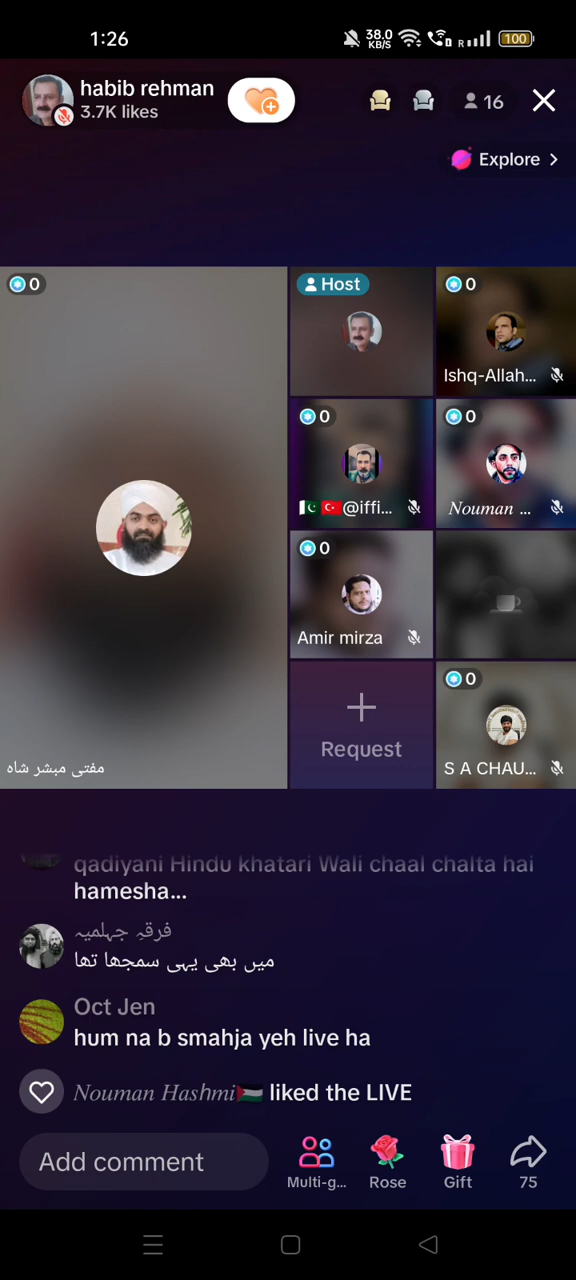 1:26
38.0
KB/S
R
100
habib rehman
3.7K likes
16
Explore >
0
Host
0
Ishq-Allah...
0
🇵🇰🇹🇷@iffi...
0
Nouman ...
0
Amir mirza
+
Request
0
S A CHAU...
مفتی مبشر شاہ
qadiyani Hindu khatari Wali chaal chalta hai
hamesha...
فرقہِ جہلمیہ
میں بھی یہی سمجھا تھا
Oct Jen
hum na b smahja yeh live ha
Nouman Hashmi🇵🇸 liked the LIVE
Add comment
Multi-g...
Rose
Gift
75